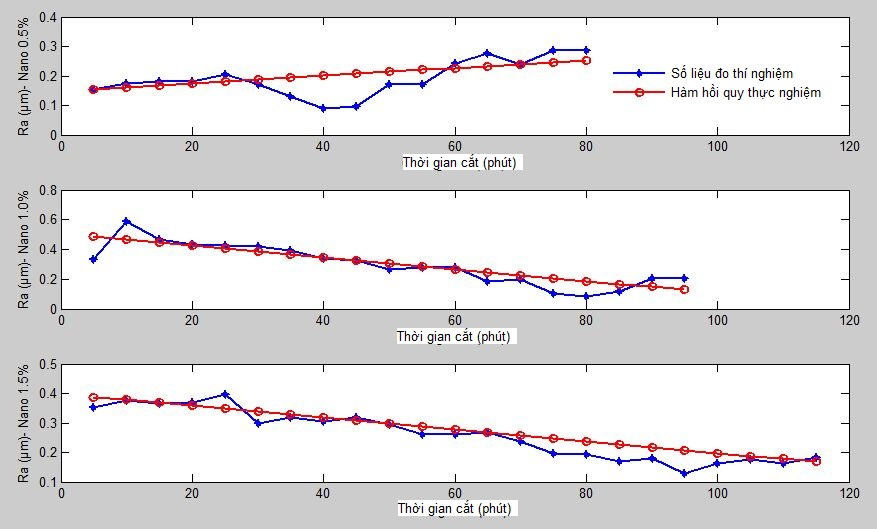 0.4
0.3
0.2
0.1
0
Ra (µm)- Nano 0.5%
Số liệu đo thí nghiệm
Hàm hồi quy thực nghiệm
0 20 40 60 80 100 120
Thời gian cắt (phút)
0.8
0.6
0.4
0.2
0
Ra (µm)- Nano 1.0%
0 20 40 60 80 100 120
Thời gian cắt (phút)
0.5
0.4
0.3
0.2
0.1
Ra (µm)- Nano 1.5%
0 20 40 60 80 100 120
Thời gian cắt (phút)